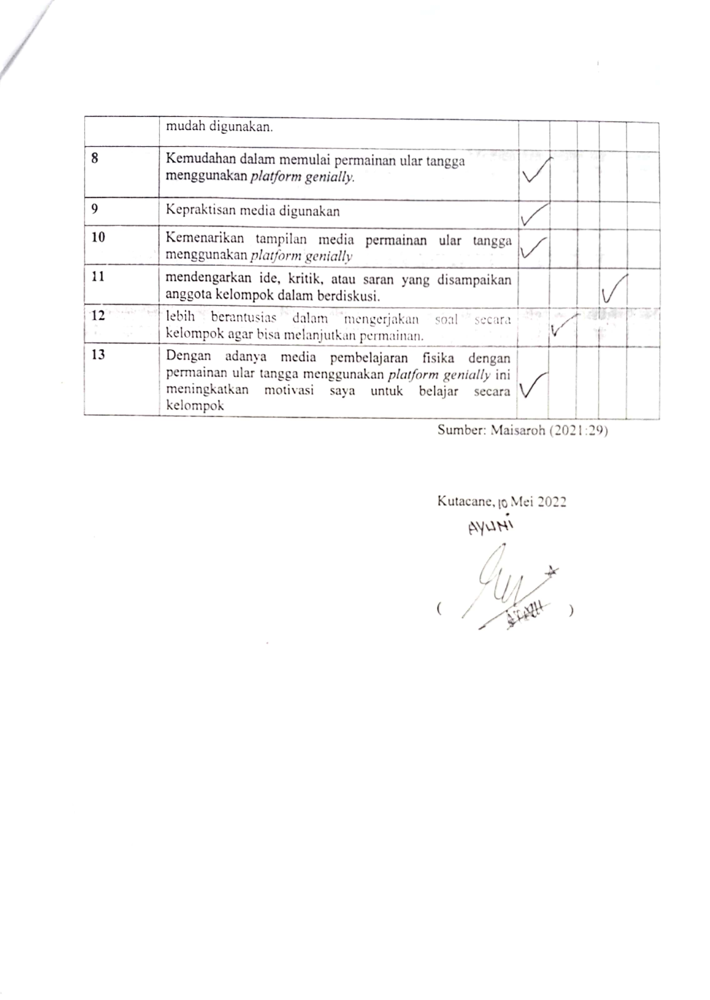 mudah digunakan.
8 Kemudahan dalam memulai permainan ular tangga
menggunakan platform genially.
9 Kepraktisan media digunakan
10 Kemenarikan tampilan media permainan ular tangga
menggunakan platform genially
11 mendengarkan ide, kritik, atau saran yang disampaikan
anggota kelompok dalam berdiskusi.
12 lebih berantusias dalam mengerjakan soal secara
kelompok agar bisa melanjutkan permainan.
13 Dengan adanya media pembelajaran fisika dengan
permainan ular tangga menggunakan platform genially ini
meningkatkan motivasi saya untuk belajar secara
kelompok
Sumber: Maisaroh (2021:29)
Kutacane, 10 Mei 2022
AYUNi
( )